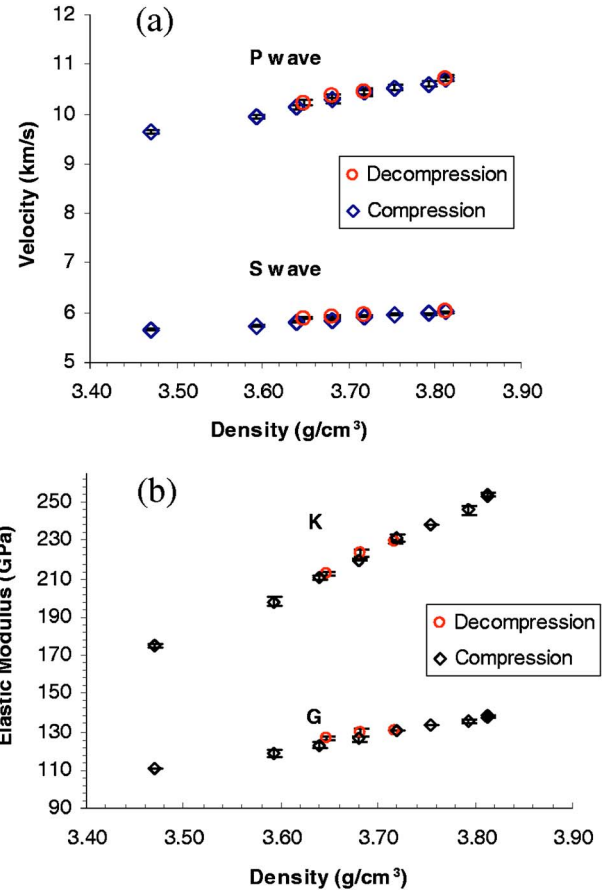 (a)
12
11
10
9
8
7
6
5
P wave
S wave
Decompression
Compression
Velocity (km/s)
3.40 3.50 3.60 3.70 3.80 3.90
Density (g/cm³)
(b)
250
230
210
190
170
150
130
110
90
K
G
Decompression
Compression
Elastic Modulus (GPa)
3.40 3.50 3.60 3.70 3.80 3.90
Density (g/cm³)